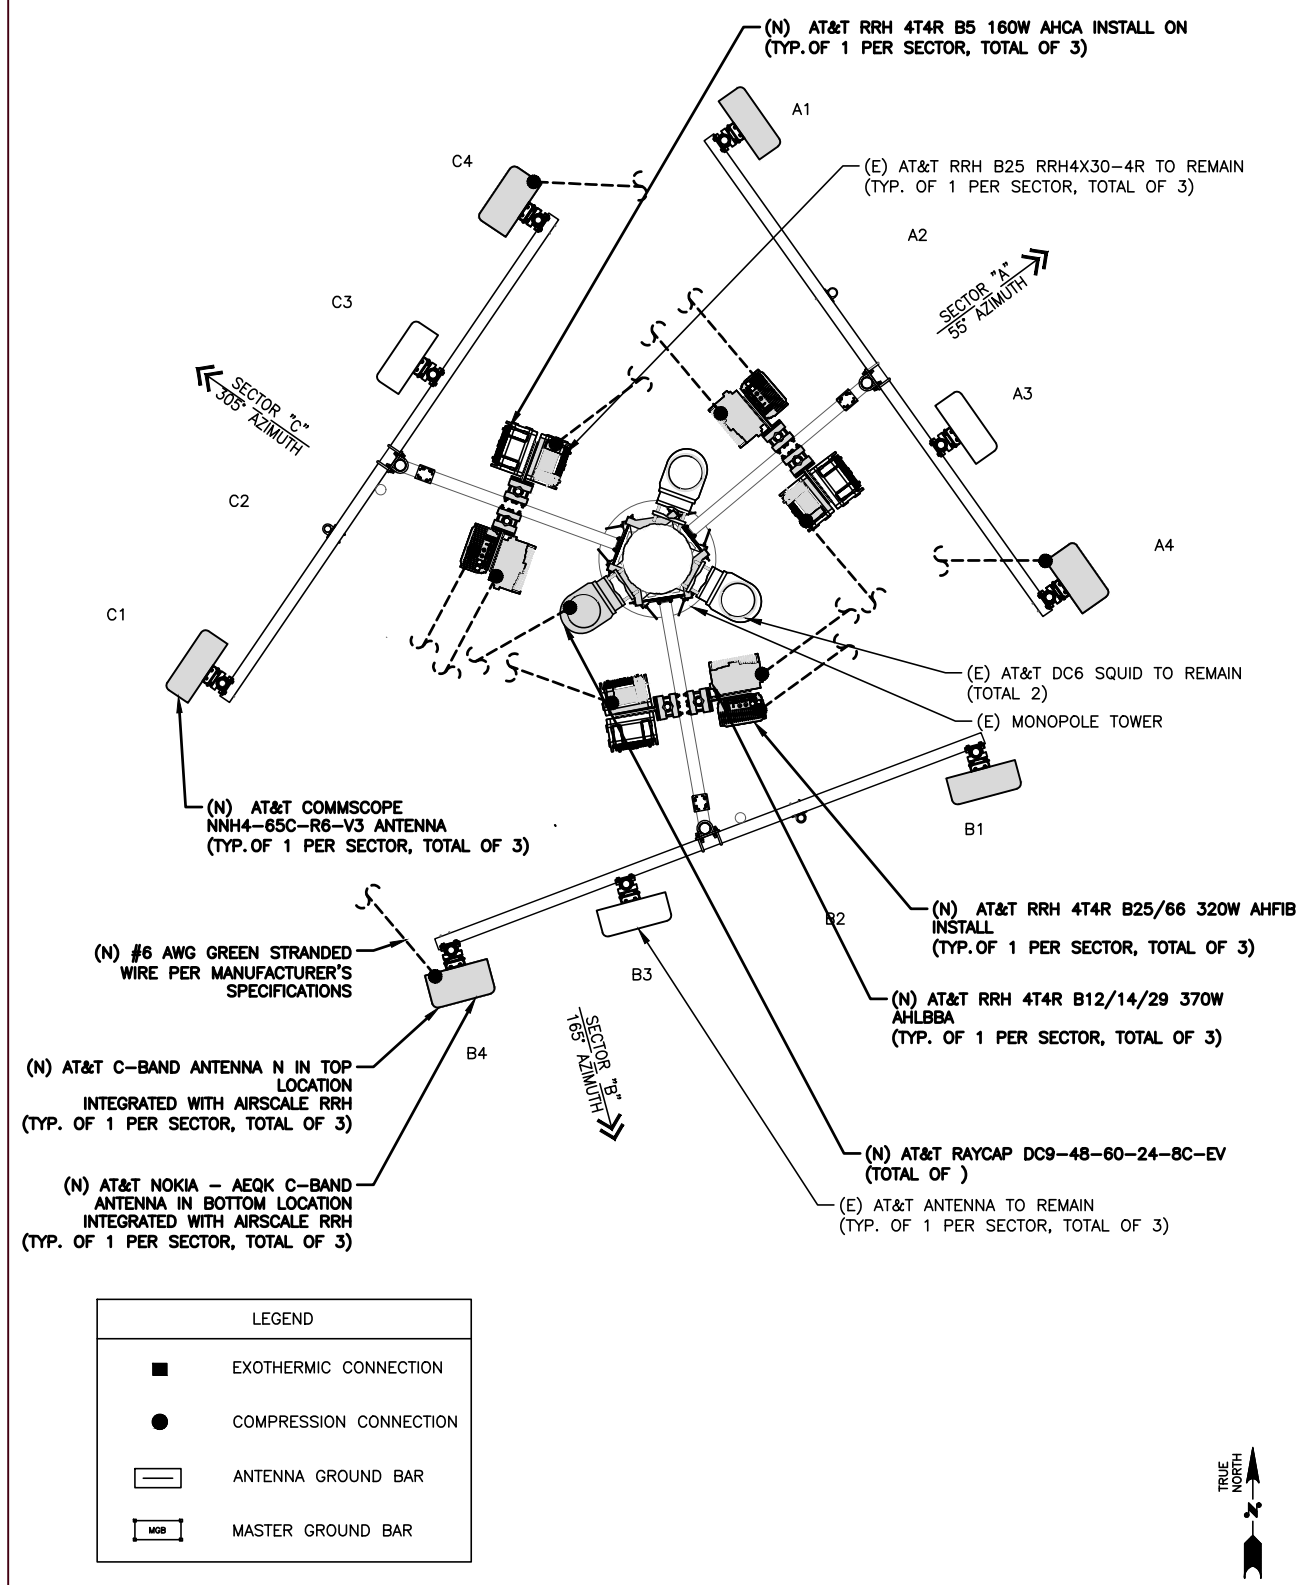 (N)  AT&T RRH 4T4R B5 160W AHCA INSTALL ON
(TYP.OF 1 PER SECTOR, TOTAL OF 3)
A1
C4
(E) AT&T RRH B25 RRH4X30-4R TO REMAIN
(TYP. OF 1 PER SECTOR, TOTAL OF 3)
A2
SECTOR "A"
55° AZIMUTH
C3
SECTOR "C"
305° AZIMUTH
A3
C2
A4
C1
(E) AT&T DC6 SQUID TO REMAIN
(TOTAL 2)
(E) MONOPOLE TOWER
(N)  AT&T COMMSCOPE
NNH4-65C-R6-V3 ANTENNA
(TYP.OF 1 PER SECTOR, TOTAL OF 3)
B1
B2
(N)  AT&T RRH 4T4R B25/66 320W AHFIB
INSTALL
(TYP.OF 1 PER SECTOR, TOTAL OF 3)
(N) #6 AWG GREEN STRANDED
WIRE PER MANUFACTURER'S
SPECIFICATIONS
B3
(N) AT&T RRH 4T4R B12/14/29 370W
AHLBBA
(TYP. OF 1 PER SECTOR, TOTAL OF 3)
SECTOR "B"
165° AZIMUTH
B4
(N) AT&T C-BAND ANTENNA N IN TOP
LOCATION
INTEGRATED WITH AIRSCALE RRH
(TYP. OF 1 PER SECTOR, TOTAL OF 3)
(N) AT&T RAYCAP DC9-48-60-24-8C-EV
(TOTAL OF )
(N) AT&T NOKIA - AEQK C-BAND
ANTENNA IN BOTTOM LOCATION
INTEGRATED WITH AIRSCALE RRH
(TYP. OF 1 PER SECTOR, TOTAL OF 3)
(E) AT&T ANTENNA TO REMAIN
(TYP. OF 1 PER SECTOR, TOTAL OF 3)
LEGEND
EXOTHERMIC CONNECTION
COMPRESSION CONNECTION
ANTENNA GROUND BAR
MGB
MASTER GROUND BAR
TRUE
NORTH
N